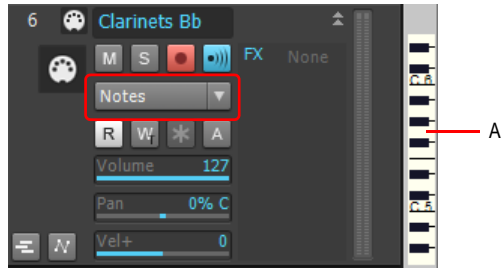 6 Clarinets Bb
M S FX None
Notes
R W * A
Volume 127
Pan 0% C
Vel+ 0
N
C 6
A
C 5